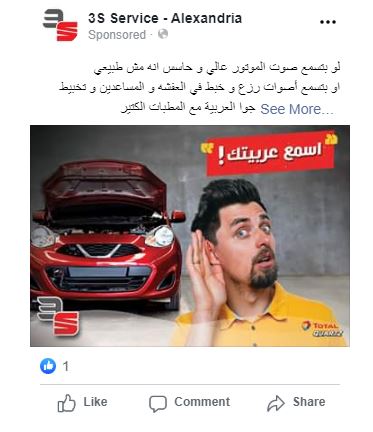 3S Service - Alexandria
Sponsored ·
لو بتسمع صوت الموتور عالي و حاسس انه مش طبيعي
او بتسمع أصوات رزع و خبط في العفشه و المساعدين و تخبيط
جوا العربية مع المطبات الكتير See More...
"اسمع عربيتك!"
3S
TOTAL
QUARTZ
1
Like
Comment
Share